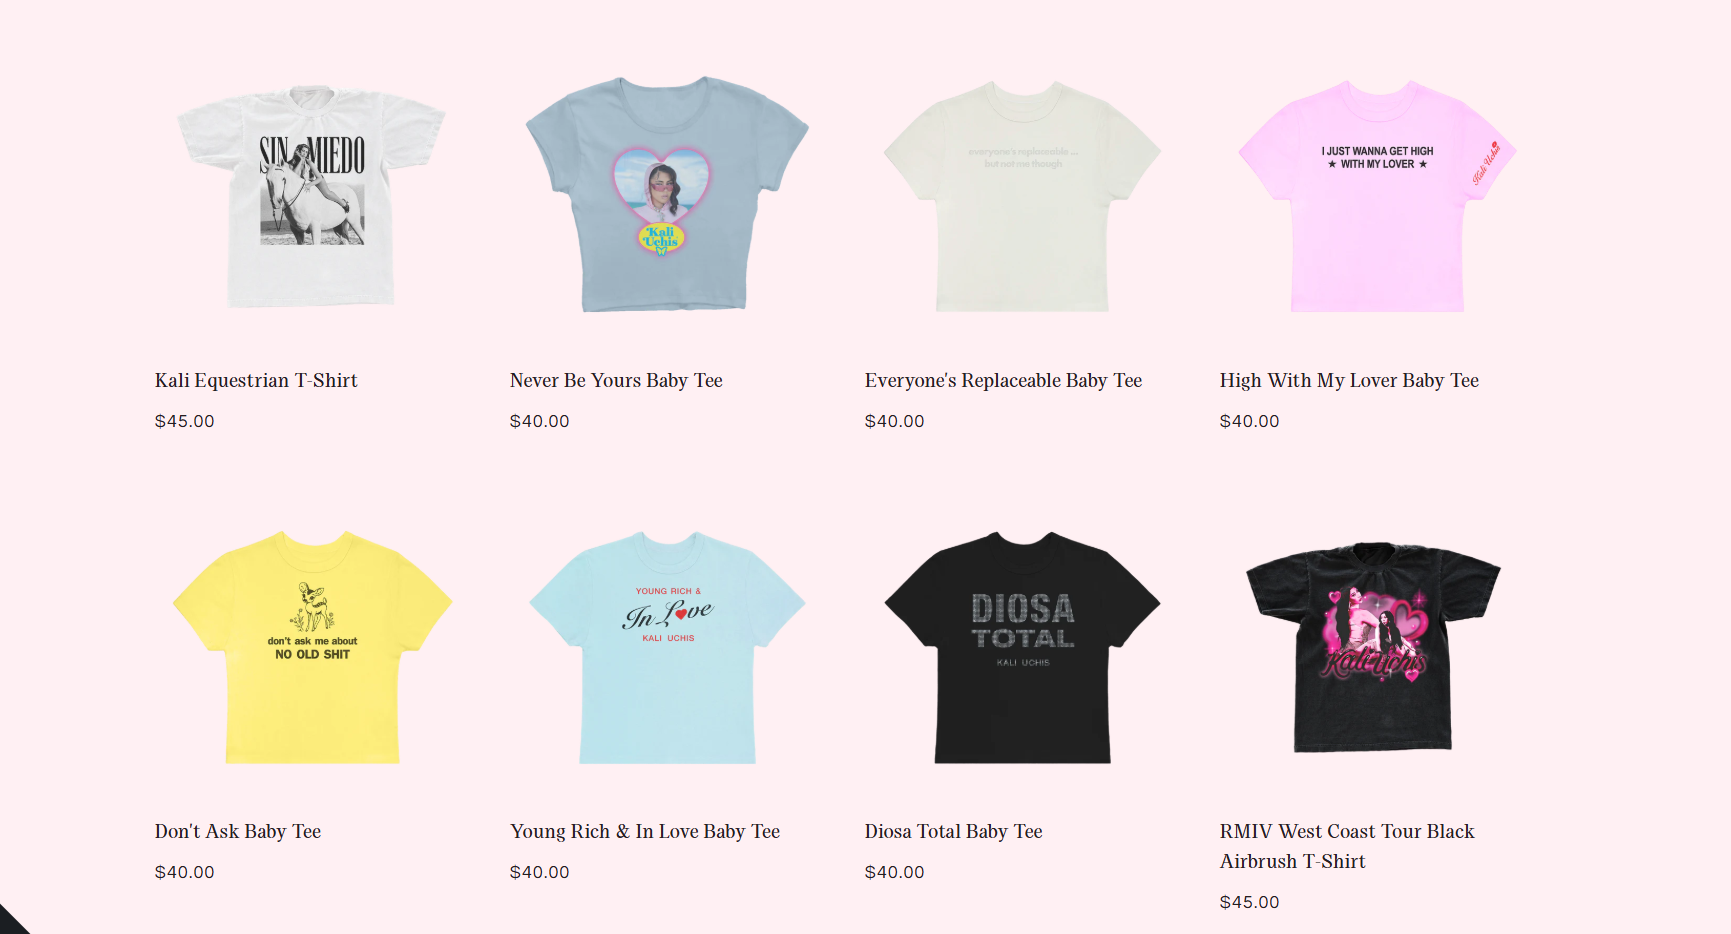 SIN MIEDO
Kali
Uchis
everyone's replaceable ...
but not me though
I JUST WANNA GET HIGH
★ WITH MY LOVER ★
Kali Uchis
Kali Equestrian T-Shirt
$45.00
Never Be Yours Baby Tee
$40.00
Everyone's Replaceable Baby Tee
$40.00
High With My Lover Baby Tee
$40.00
don't ask me about
NO OLD SHIT
YOUNG RICH &
In Love
KALI UCHIS
DIOSA
TOTAL
KALI UCHIS
Kali Uchis
Don't Ask Baby Tee
$40.00
Young Rich & In Love Baby Tee
$40.00
Diosa Total Baby Tee
$40.00
RMIV West Coast Tour Black
Airbrush T-Shirt
$45.00